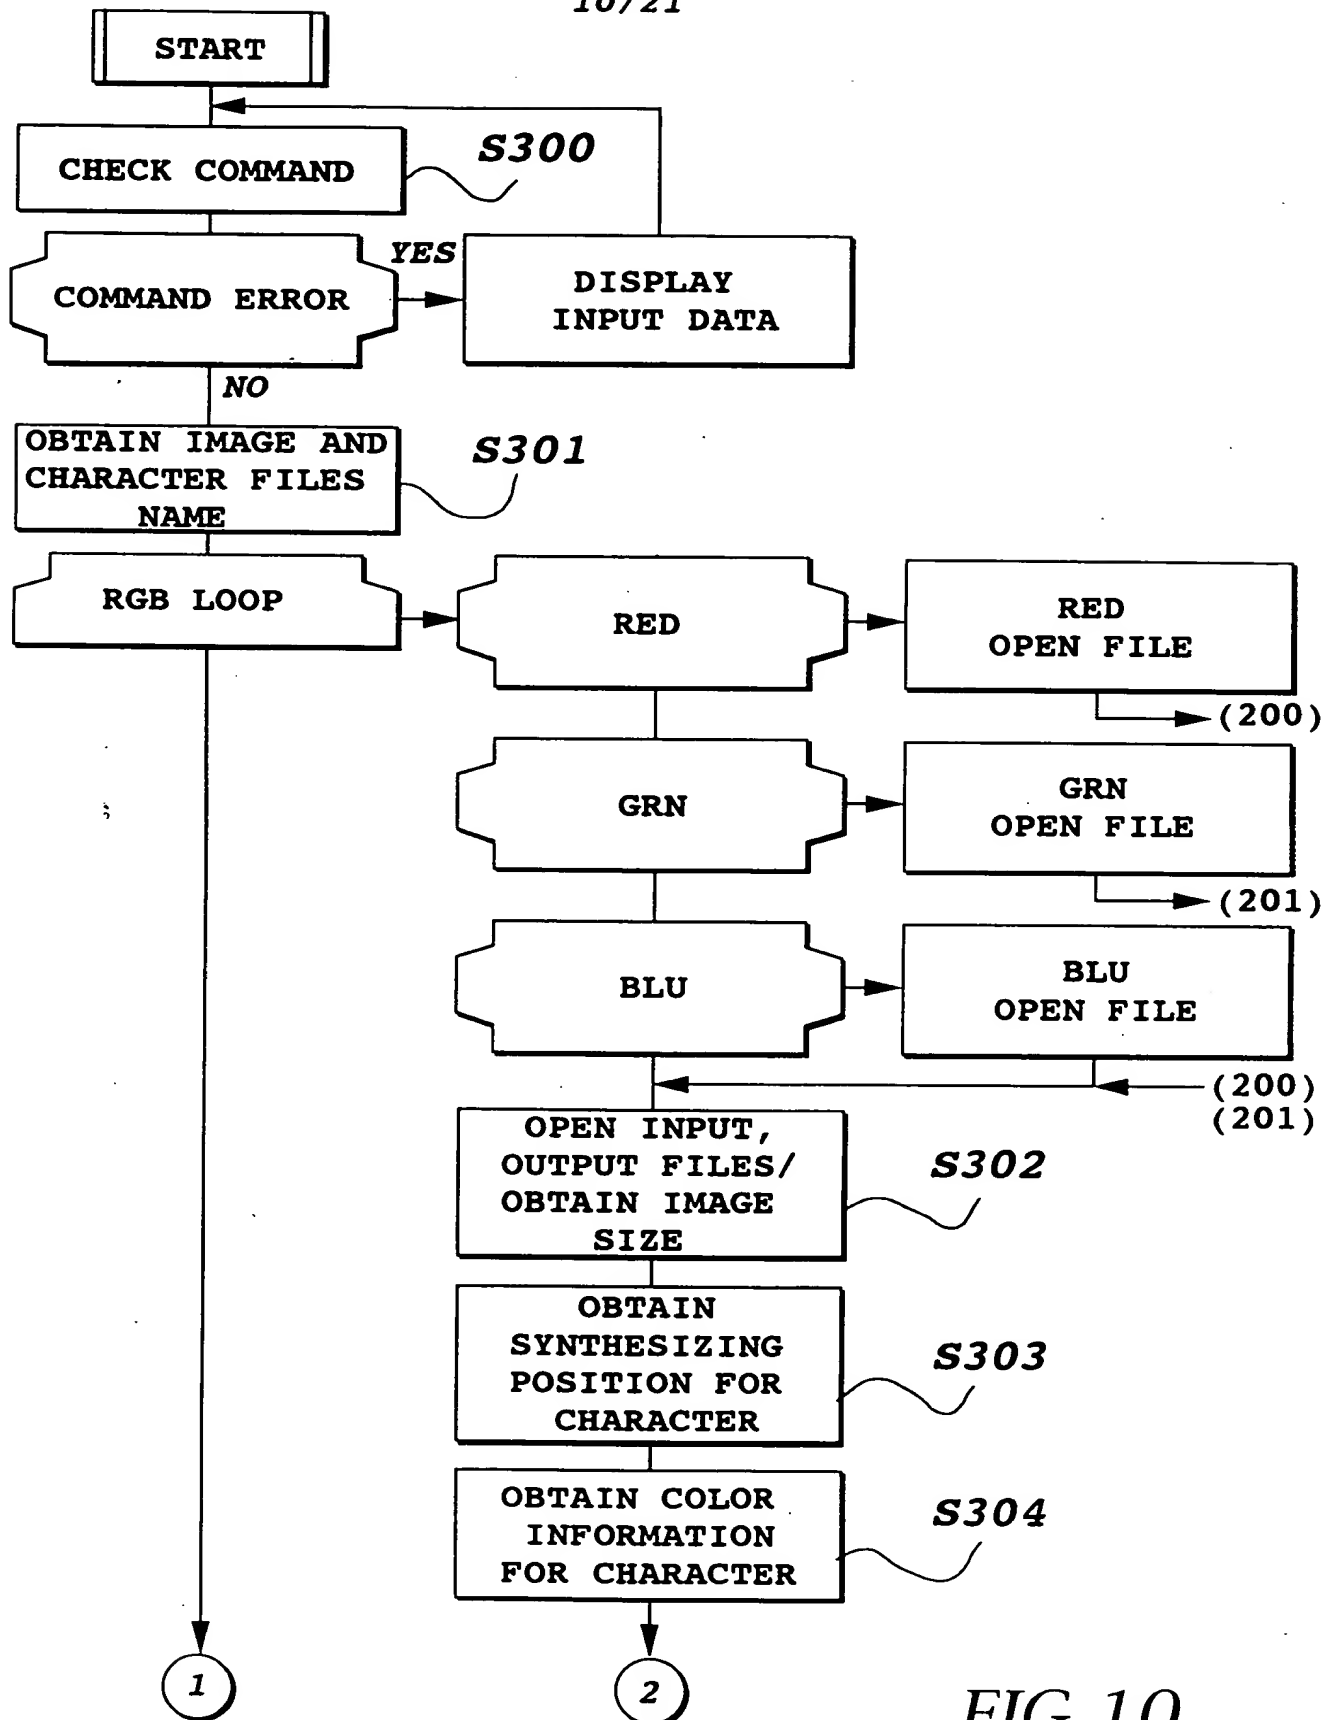 10/21
START
CHECK COMMAND
S300
COMMAND ERROR
YES
DISPLAY
INPUT DATA
NO
OBTAIN IMAGE AND
CHARACTER FILES
NAME
S301
RGB LOOP
RED
RED
OPEN FILE
(200)
GRN
GRN
OPEN FILE
(201)
BLU
BLU
OPEN FILE
(200)
(201)
OPEN INPUT,
OUTPUT FILES/
OBTAIN IMAGE
SIZE
S302
OBTAIN
SYNTHESIZING
POSITION FOR
CHARACTER
S303
OBTAIN COLOR
INFORMATION
FOR CHARACTER
S304
1
2
FIG. 10